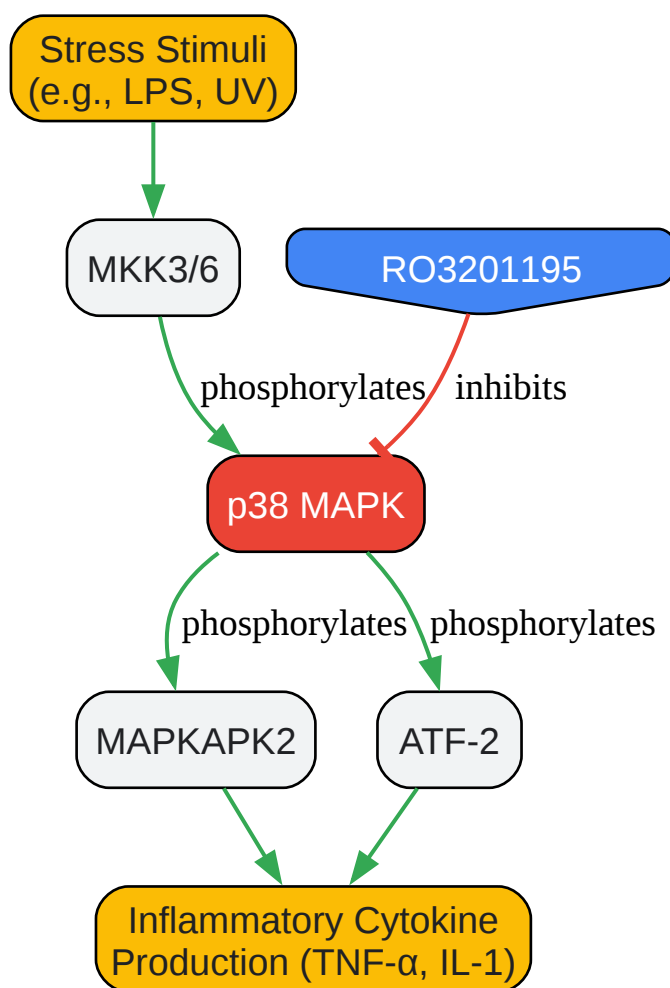 Stress Stimuli
(e.g., LPS, UV)
MKK3/6
RO3201195
phosphorylates
inhibits
p38 MAPK
phosphorylates
phosphorylates
MAPKAPK2
ATF-2
Inflammatory Cytokine
Production (TNF-α, IL-1)